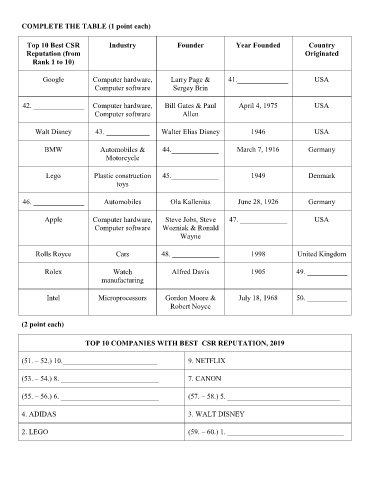 COMPLETE THE TABLE (1 point each)
Top 10 Best CSR Reputation (from Rank 1 to 10) Industry Founder Year Founded Country Originated
Google Computer hardware, Computer software Larry Page & Sergey Brin 41.______________ USA
42. ______________ Computer hardware, Computer software Bill Gates & Paul Allen April 4, 1975 USA
Walt Disney 43. ____________ Walter Elias Disney 1946 USA
BMW Automobiles & Motorcycle 44.____________ March 7, 1916 Germany
Lego Plastic construction toys 45.____________ 1949 Denmark
46. ______________ Automobiles Ola Kallenius June 28, 1926 Germany
Apple Computer hardware, Computer software Steve Jobs, Steve Wozniak & Ronald Wayne 47. ____________ USA
Rolls Royce Cars 48. ____________ 1998 United Kingdom
Rolex Watch manufacturing Alfred Davis 1905 49. ___________
Intel Microprocessors Gordon Moore & Robert Noyce July 18, 1968 50. ___________
(2 point each)
TOP 10 COMPANIES WITH BEST CSR REPUTATION, 2019
(51. – 52.) 10.__________________________ 9. NETFLIX
(53. – 54.) 8. ___________________________ 7. CANON
(55. – 56.) 6. ___________________________ (57. – 58.) 5. ______________________________
4. ADIDAS 3. WALT DISNEY
2. LEGO (59. – 60.) 1. ________________________________